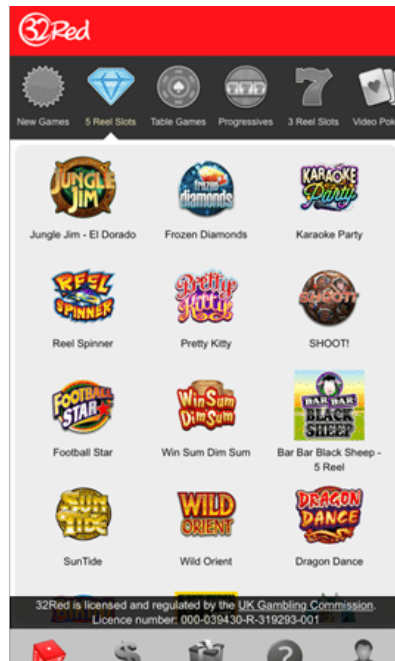 32Red
New Games
5 Reel Slots
Table Games
Progressives
3 Reel Slots
Video Pok
JUNGLE
JIM
frozen
diamonds
KARAOKE
Party
Jungle Jim - El Dorado
Frozen Diamonds
Karaoke Party
REEL
SPINNER
Pretty
Kitty
SHOOT!
Reel Spinner
Pretty Kitty
SHOOT!
FOOTBALL
STAR
Win Sum
Dim Sum
BAR BAR
BLACK
SHEEP
Football Star
Win Sum Dim Sum
Bar Bar Black Sheep -
5 Reel
SUN
TIDE
WILD
ORIENT
DRAGON
DANCE
SunTide
Wild Orient
Dragon Dance
32Red is licensed and regulated by the UK Gambling Commission.
Licence number: 000-039430-R-319293-001